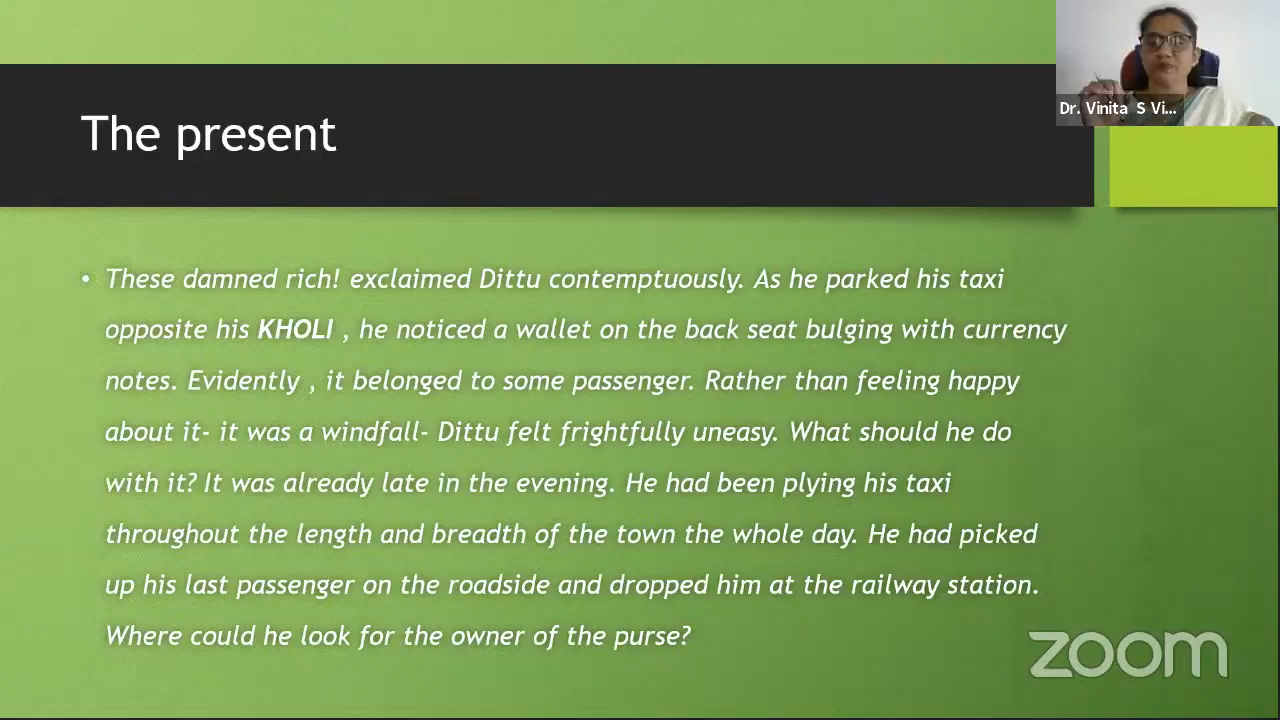 Dr. Vinita S Vi...
The present
• These damned rich! exclaimed Dittu contemptuously. As he parked his taxi
opposite his KHOLI , he noticed a wallet on the back seat bulging with currency
notes. Evidently , it belonged to some passenger. Rather than feeling happy
about it- it was a windfall- Dittu felt frightfully uneasy. What should he do
with it? It was already late in the evening. He had been plying his taxi
throughout the length and breadth of the town the whole day. He had picked
up his last passenger on the roadside and dropped him at the railway station.
Where could he look for the owner of the purse?
zoom